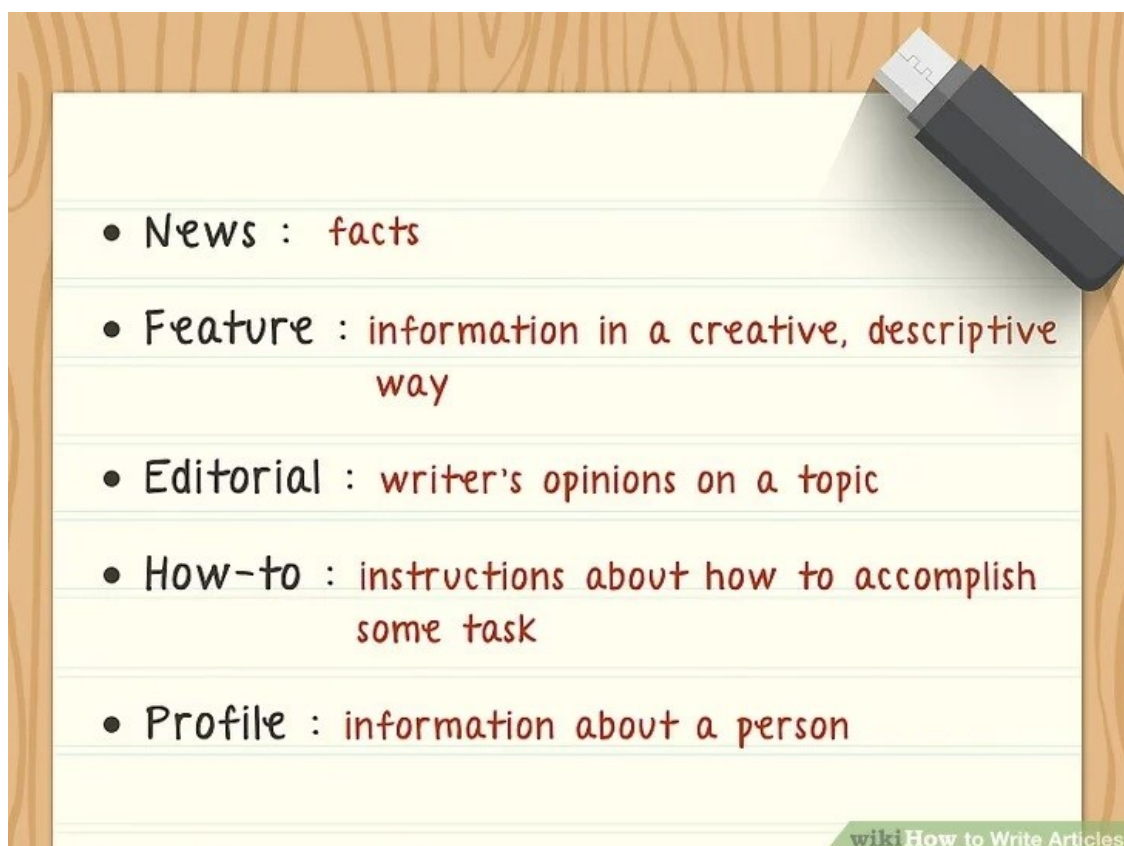 • News : facts
• Feature : information in a creative, descriptive
way
• Editorial : writer's opinions on a topic
• How-to : instructions about how to accomplish
some task
• Profile : information about a person
wikiHow to Write Articles